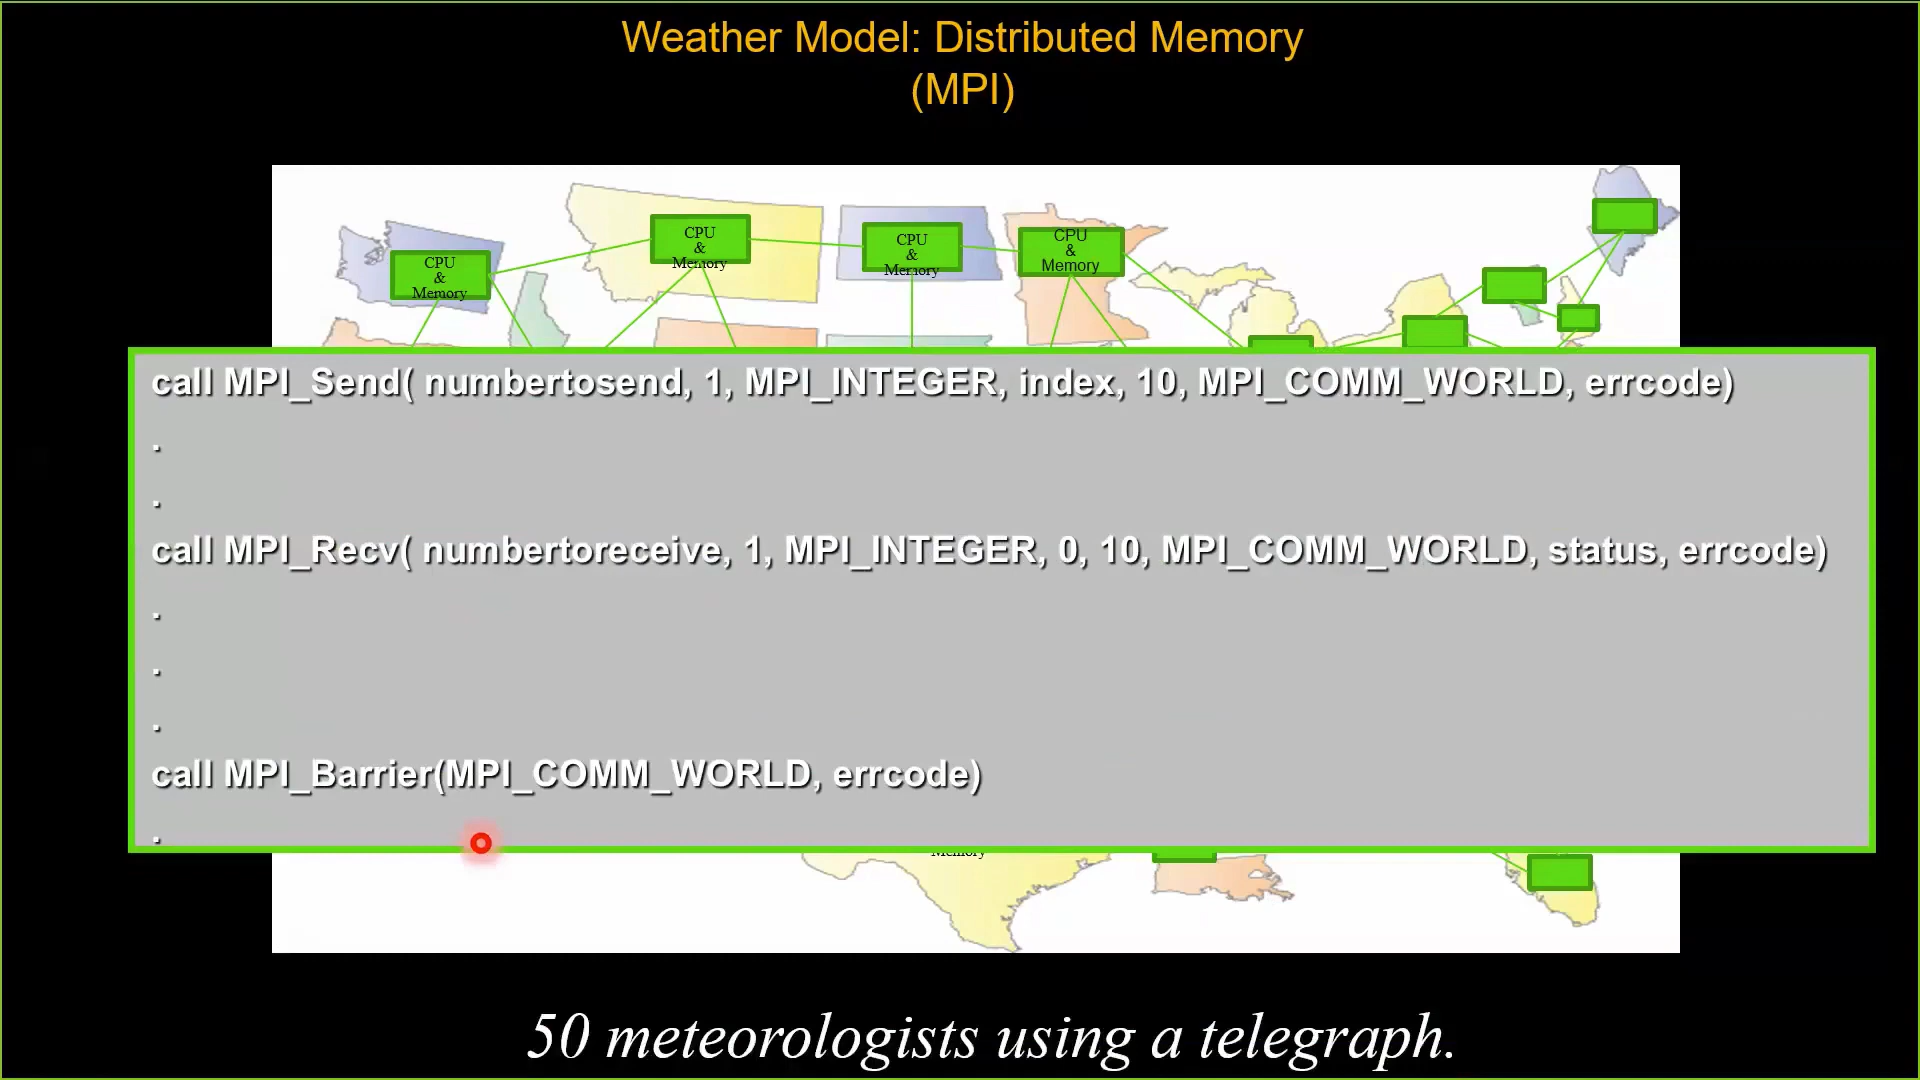 Weather Model: Distributed Memory
(MPI)
CPU
&
Memory
CPU
&
Memory
CPU
&
Memory
CPU
&
Memory
call MPI_Send( numbertosend, 1, MPI_INTEGER, index, 10, MPI_COMM_WORLD, errcode)
.
.
call MPI_Recv( numbertoreceive, 1, MPI_INTEGER, 0, 10, MPI_COMM_WORLD, status, errcode)
.
.
.
call MPI_Barrier(MPI_COMM_WORLD, errcode)
.
Memory
50 meteorologists using a telegraph.